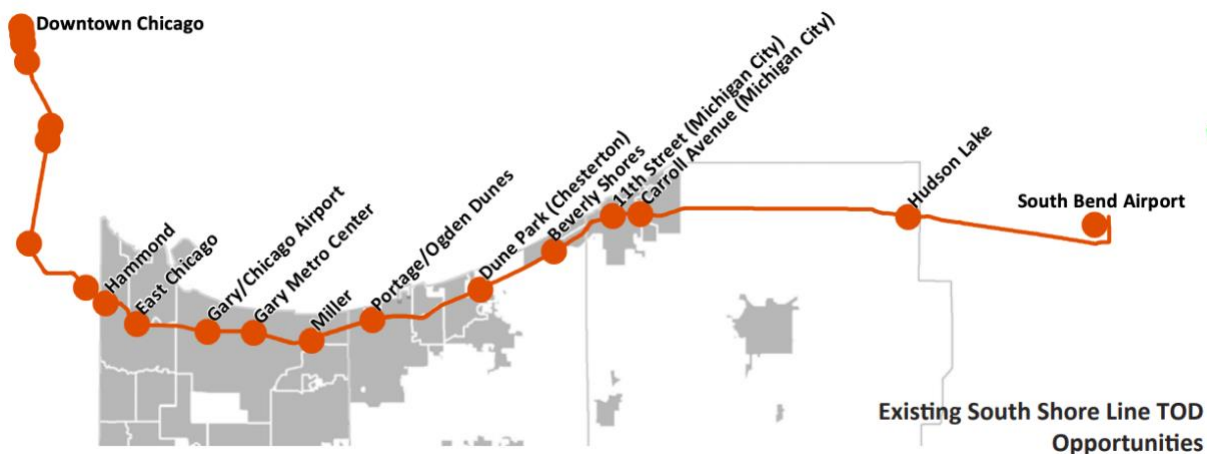 Downtown Chicago
Hammond
East Chicago
Gary/Chicago Airport
Gary Metro Center
Miller
Portage/Ogden Dunes
Dune Park (Chesterton)
Beverly Shores
11th Street (Michigan City)
Carroll Avenue (Michigan City)
Hudson Lake
South Bend Airport
Existing South Shore Line TOD
Opportunities